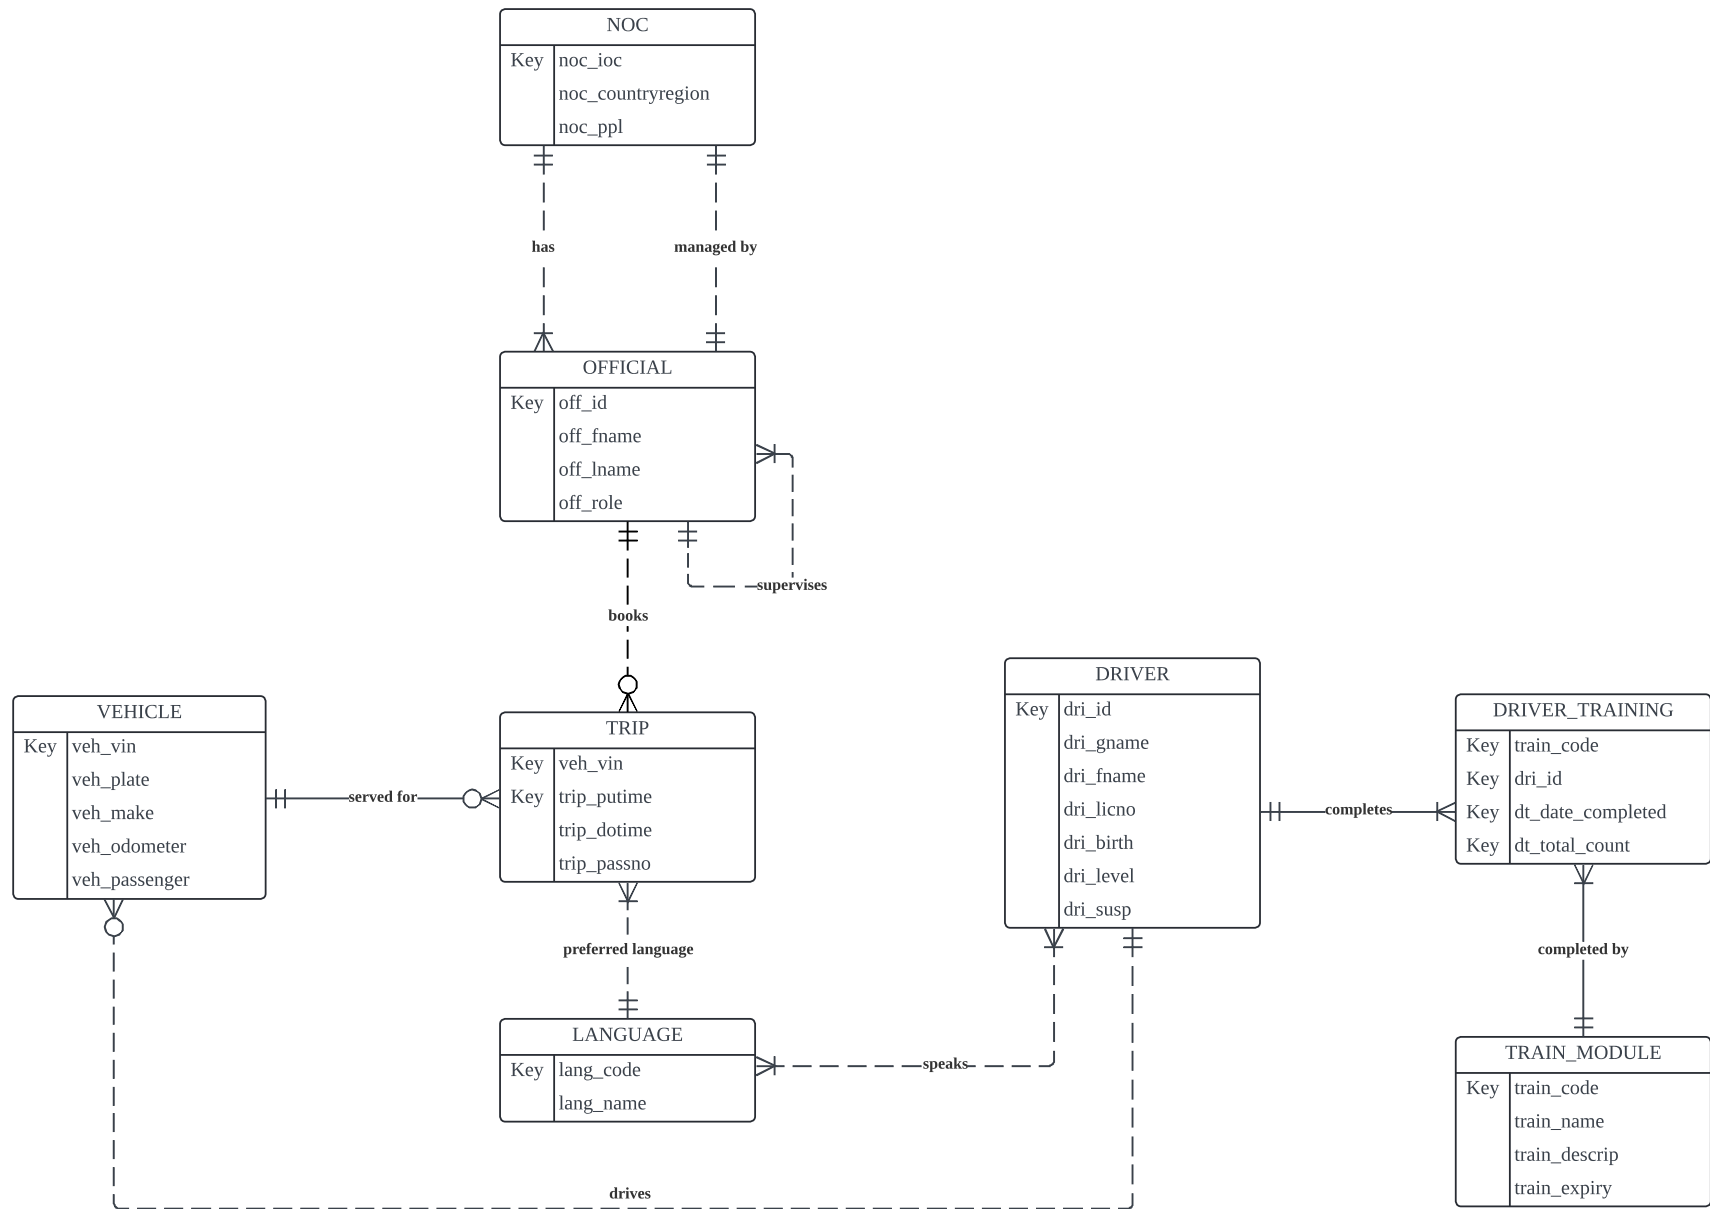 NOC
Key noc_ioc
noc_countryregion
noc_ppl
has
managed by
OFFICIAL
Key off_id
off_fname
off_lname
off_role
supervises
books
VEHICLE
Key veh_vin
veh_plate
veh_make
veh_odometer
veh_passenger
served for
TRIP
Key veh_vin
Key trip_putime
trip_dotime
trip_passno
DRIVER
Key dri_id
dri_gname
dri_fname
dri_licno
dri_birth
dri_level
dri_susp
completes
DRIVER_TRAINING
Key train_code
Key dri_id
Key dt_date_completed
Key dt_total_count
preferred language
completed by
LANGUAGE
Key lang_code
lang_name
speaks
TRAIN_MODULE
Key train_code
train_name
train_descrip
train_expiry
drives